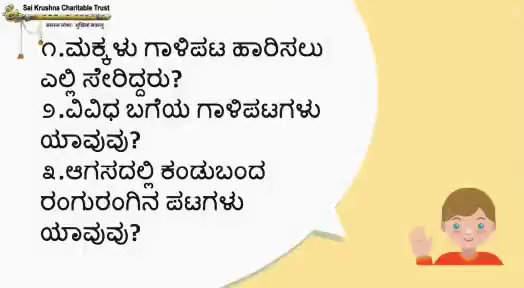 Sai Krushna Charitable Trust
೧.ಮಕ್ಕಳು ಗಾಳಿಪಟ ಹಾರಿಸಲು
ಎಲ್ಲಿ ಸೇರಿದ್ದರು?
೨.ವಿವಿಧ ಬಗೆಯ ಗಾಳಿಪಟಗಳು
ಯಾವುವು?
೩.ಆಗಸದಲ್ಲಿ ಕಂಡುಬಂದ
ರಂಗುರಂಗಿನ ಪಟಗಳು
ಯಾವುವು?